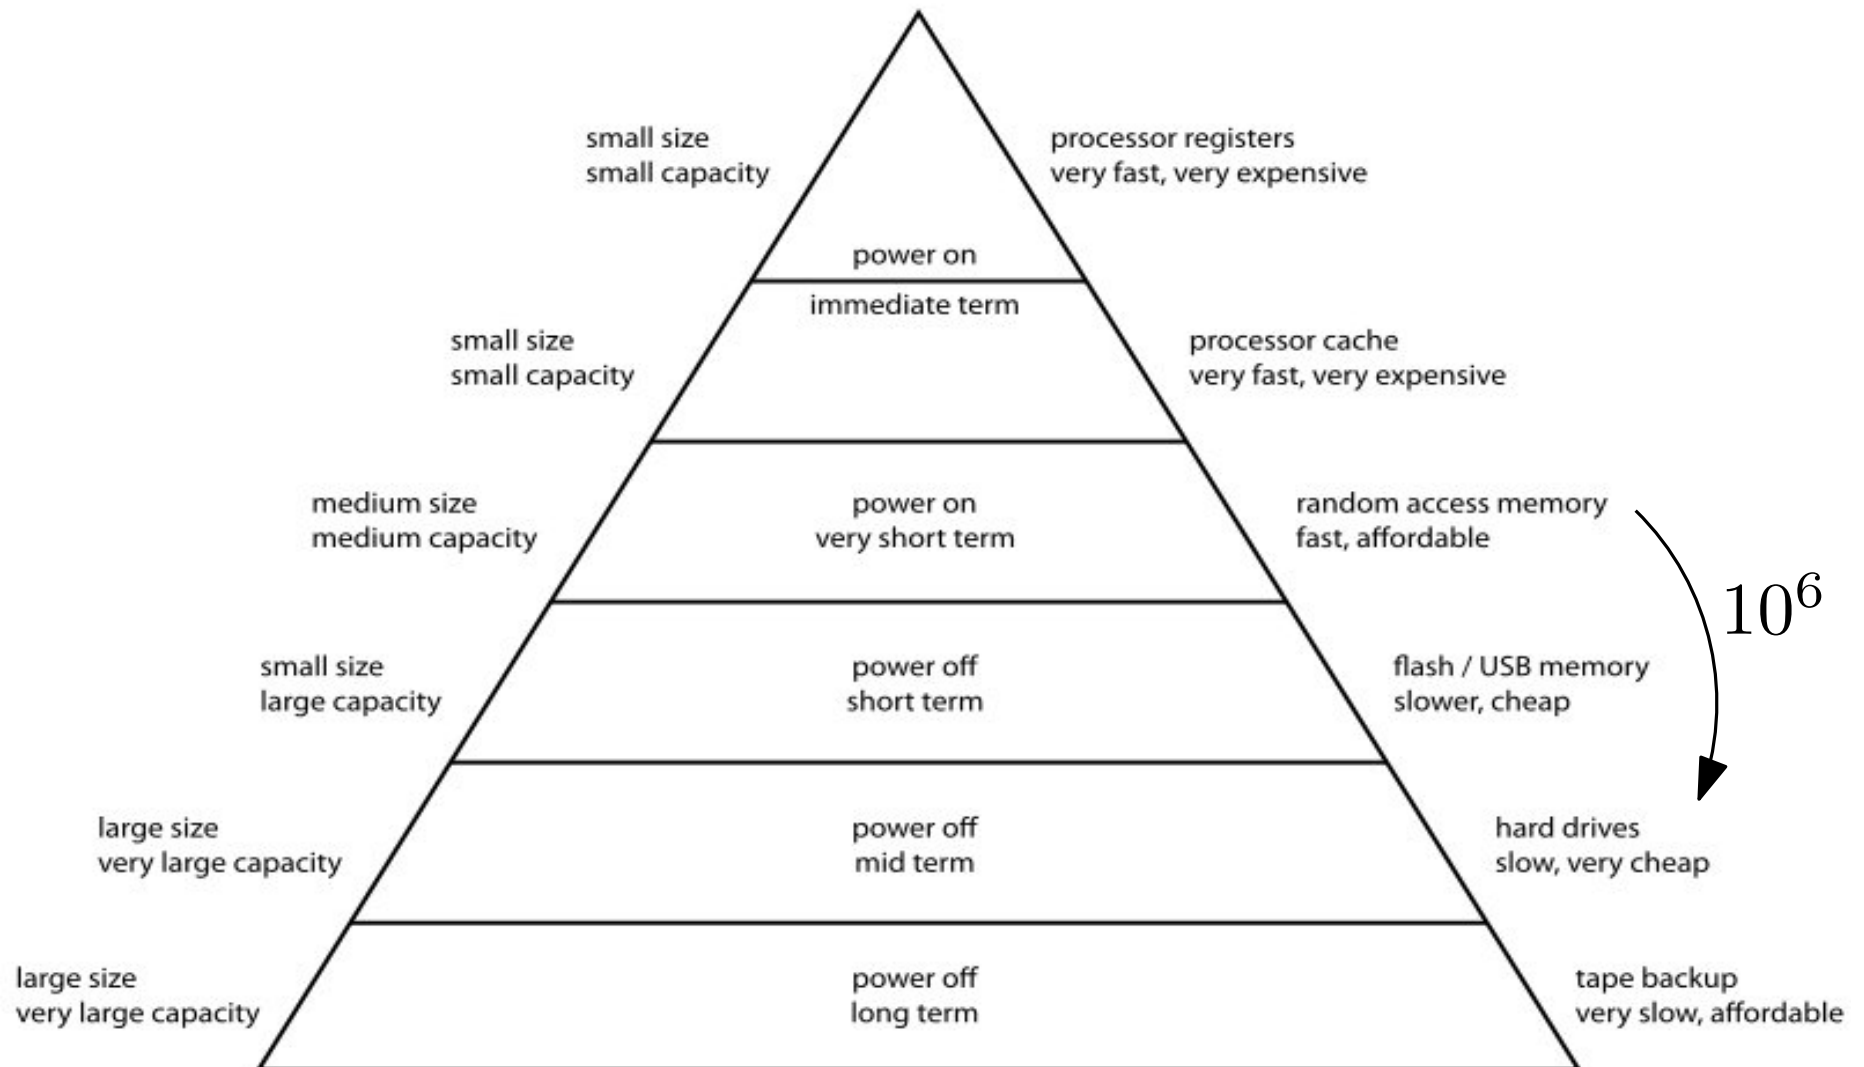 small size
small capacity
processor registers
very fast, very expensive
power on
immediate term
small size
small capacity
processor cache
very fast, very expensive
medium size
medium capacity
power on
very short term
random access memory
fast, affordable
10⁶
small size
large capacity
power off
short term
flash / USB memory
slower, cheap
large size
very large capacity
power off
mid term
hard drives
slow, very cheap
large size
very large capacity
power off
long term
tape backup
very slow, affordable